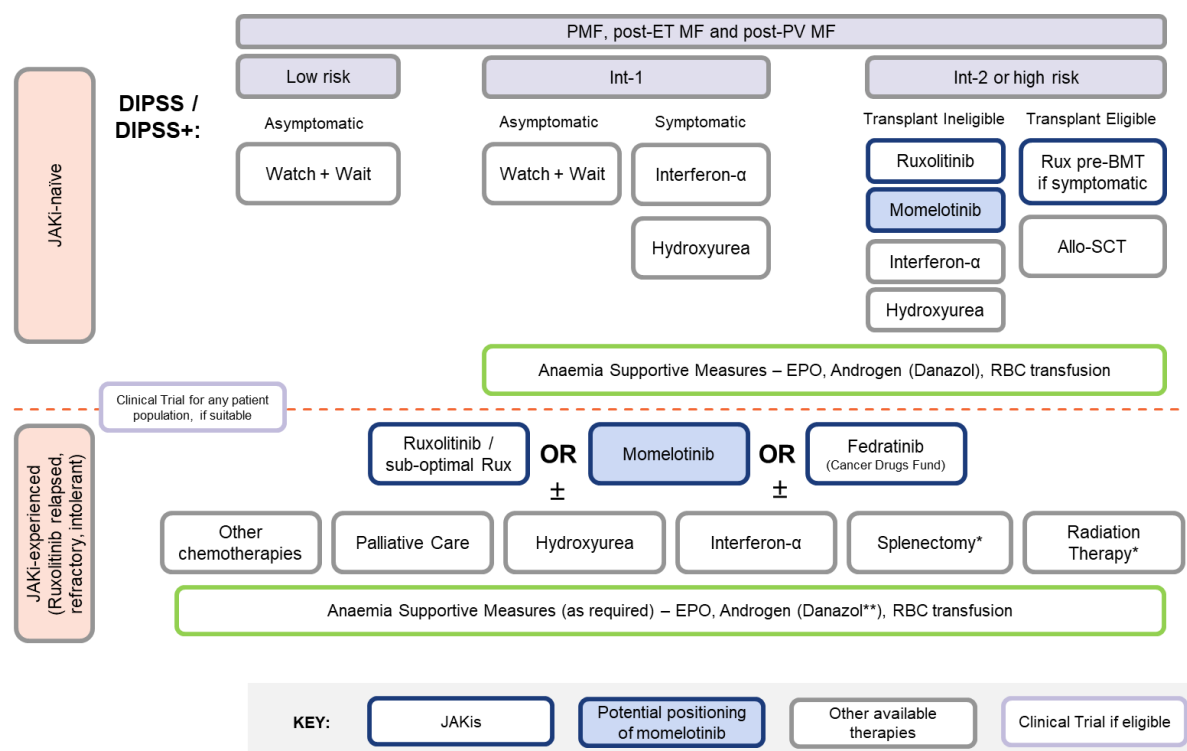 PMF, post-ET MF and post-PV MF
Low risk
Int-1
Int-2 or high risk
JAKi-naïve
DIPSS /
DIPSS+:
Asymptomatic
Asymptomatic
Symptomatic
Transplant Ineligible
Transplant Eligible
Watch + Wait
Watch + Wait
Interferon-α
Hydroxyurea
Ruxolitinib
Momelotinib
Interferon-α
Hydroxyurea
Rux pre-BMT
if symptomatic
Allo-SCT
Anaemia Supportive Measures – EPO, Androgen (Danazol), RBC transfusion
Clinical Trial for any patient
population, if suitable
JAKi-experienced
(Ruxolitinib relapsed,
refractory, intolerant)
Ruxolitinib /
sub-optimal Rux
OR
±
Momelotinib
OR
±
Fedratinib
(Cancer Drugs Fund)
Other
chemotherapies
Palliative Care
Hydroxyurea
Interferon-α
Splenectomy*
Radiation
Therapy*
Anaemia Supportive Measures (as required) – EPO, Androgen (Danazol**), RBC transfusion
KEY:
JAKis
Potential positioning
of momelotinib
Other available
therapies
Clinical Trial if eligible